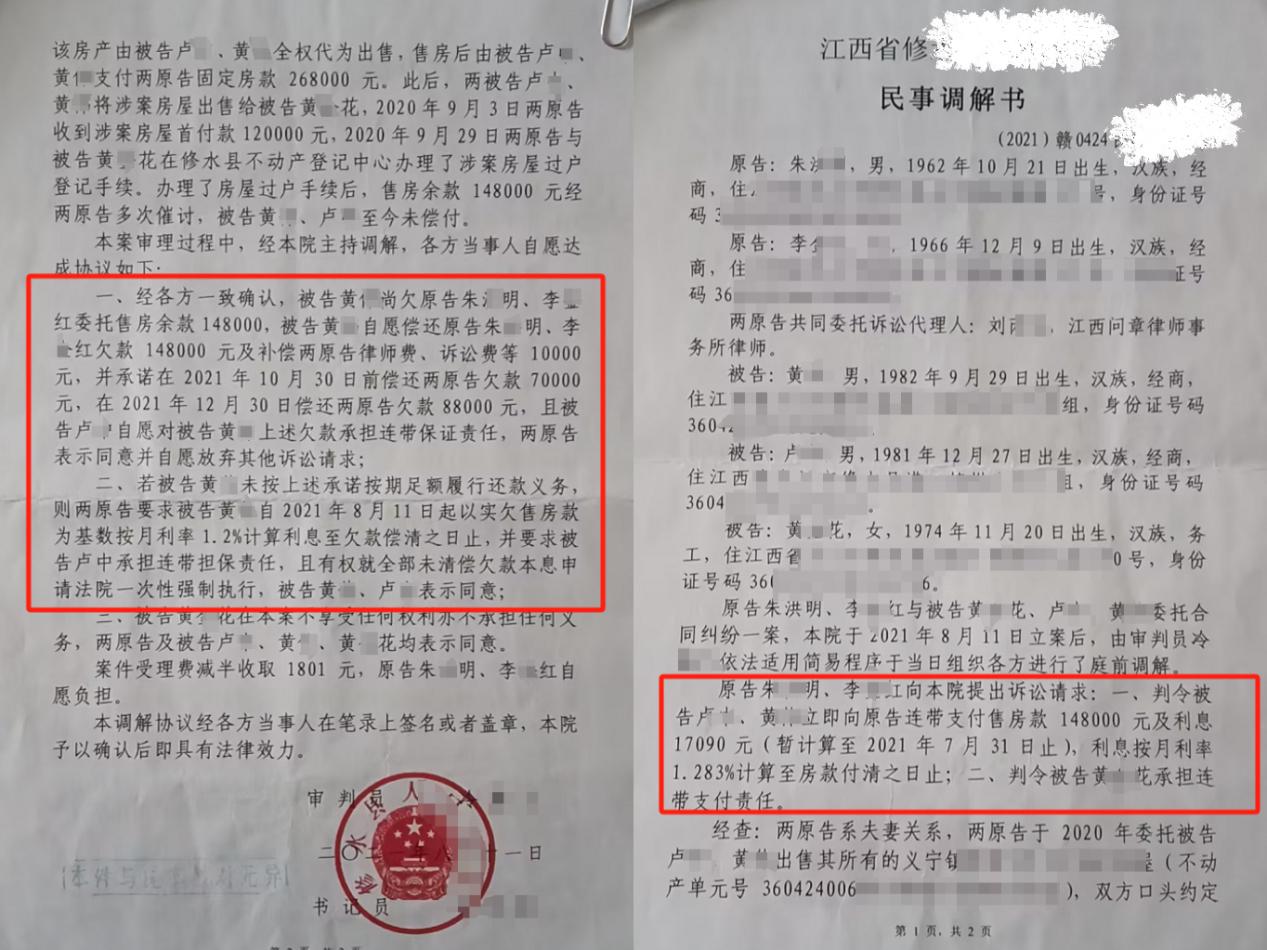 江西省修
民事调解书
(2021)赣0424
原告：朱洪，男，1962年10月21日出生，汉族，经
商，住，号，身份证号
码3
原告：李，1966年12月9日出生，汉族，经
商，住证号
码36
两原告共同委托诉讼代理人：刘，江西问章律师事
务所律师。
被告：黄 男，1982年9月29日出生，汉族，经商，
住江组，身份证号码
3604
被告：卢 男，1981年12月27日出生，汉族，经商，
住江西组，身份证号码
3604
被告：黄花，女，1974年11月20日出生，汉族，务
工，住江西省0号，身份
证号码3606。
原告朱洪明、李红与被告黄花、卢、黄委托合
同纠纷一案，本院于2021年8月11日立案后，由审判员冷
依法适用简易程序于当日组织各方进行了庭前调解。
原告朱明、李红向本院提出诉讼请求：一、判令被
告卢、黄立即向原告连带支付售房款148000元及利息
17090元（暂计算至2021年7月31日止），利息按月利率
1.283%计算至房款付清之日止；二、判令被告黄花承担连
带支付责任。
经查：两原告系夫妻关系，两原告于2020年委托被告
卢 黄出售其所有的义宁镇（不动
产单元号360424006），双方口头约定
第1页，共2页
该房产由被告卢、黄全权代为出售，售房后由被告卢、
黄支付两原告固定房款268000元。此后，两被告卢、
黄将涉案房屋出售给被告黄花，2020年9月3日两原告
收到涉案房屋首付款120000元，2020年9月29日两原告与
被告黄花在修水县不动产登记中心办理了涉案房屋过户
登记手续。办理了房屋过户手续后，售房余款148000元经
两原告多次催讨，被告黄、卢至今未偿付。
本案审理过程中，经本院主持调解，各方当事人自愿达
成协议如下：
一、经各方一致确认，被告黄尚欠原告朱明、李
红委托售房余款148000，被告黄自愿偿还原告朱明、李
红欠款148000元及补偿两原告律师费、诉讼费等10000
元，并承诺在2021年10月30日前偿还两原告欠款70000
元，在2021年12月30日偿还两原告欠款88000元，且被
告卢自愿对被告黄上述欠款承担连带保证责任，两原告
表示同意并自愿放弃其他诉讼请求；
二、若被告黄未按上述承诺按期足额履行还款义务，
则两原告要求被告黄自2021年8月11日起以实欠售房款
为基数按月利率1.2%计算利息至欠款偿清之日止，并要求被
告卢中承担连带担保责任，且有权就全部未清偿欠款本息申
请法院一次性强制执行，被告黄、卢表示同意；
三、被告黄花在本案不享受任何权利亦不承担任何义
务，两原告及被告卢、黄、黄花均表示同意。
案件受理费减半收取1801元，原告朱明、李红自
愿负担。
本调解协议经各方当事人在笔录上签名或者盖章，本院
予以确认后即具有法律效力。
审判员
二〇十一日
书记员